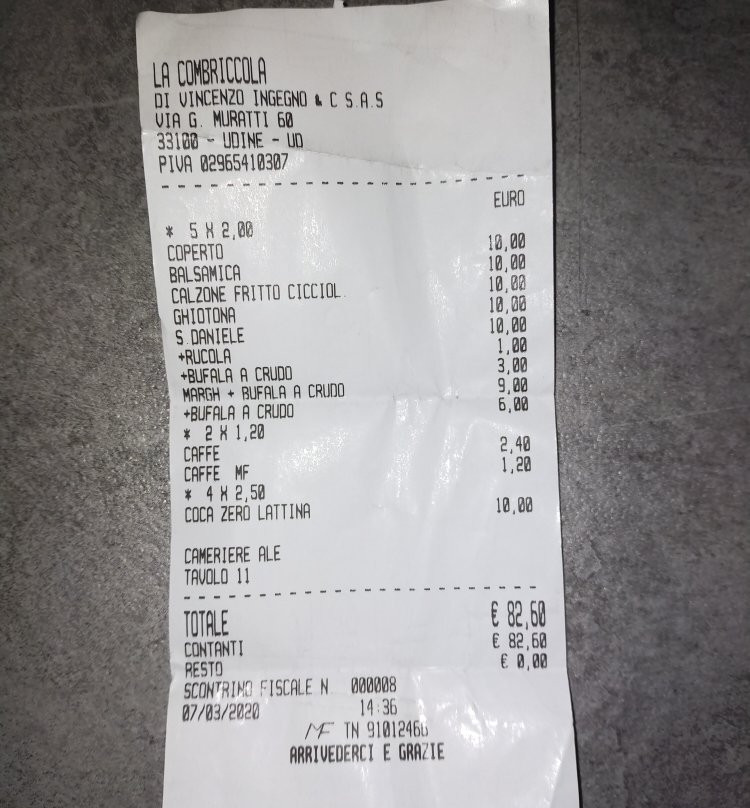 LA COMBRICCOLA
DI VINCENZO INGEGNO & C S.A.S
VIA G. MURATTI 60
33100 - UDINE - UD
PIVA 02965410307
EURO
* 5 X 2,00
COPERTO 10,00
BALSAMICA 10,00
CALZONE FRITTO CICCIOL. 10,00
GHIOTONA 10,00
S.DANIELE 10,00
+RUCOLA 1,00
+BUFALA A CRUDO 3,00
MARGH + BUFALA A CRUDO 9,00
+BUFALA A CRUDO 6,00
* 2 X 1,20
CAFFE 2,40
CAFFE MF 1,20
* 4 X 2,50
COCA ZERO LATTINA 10,00
CAMERIERE ALE
TAVOLO 11
TOTALE € 82,60
CONTANTI € 82,60
RESTO € 0,00
SCONTRINO FISCALE N. 000008
07/03/2020 14:36
MF TN 91012466
ARRIVEDERCI E GRAZIE